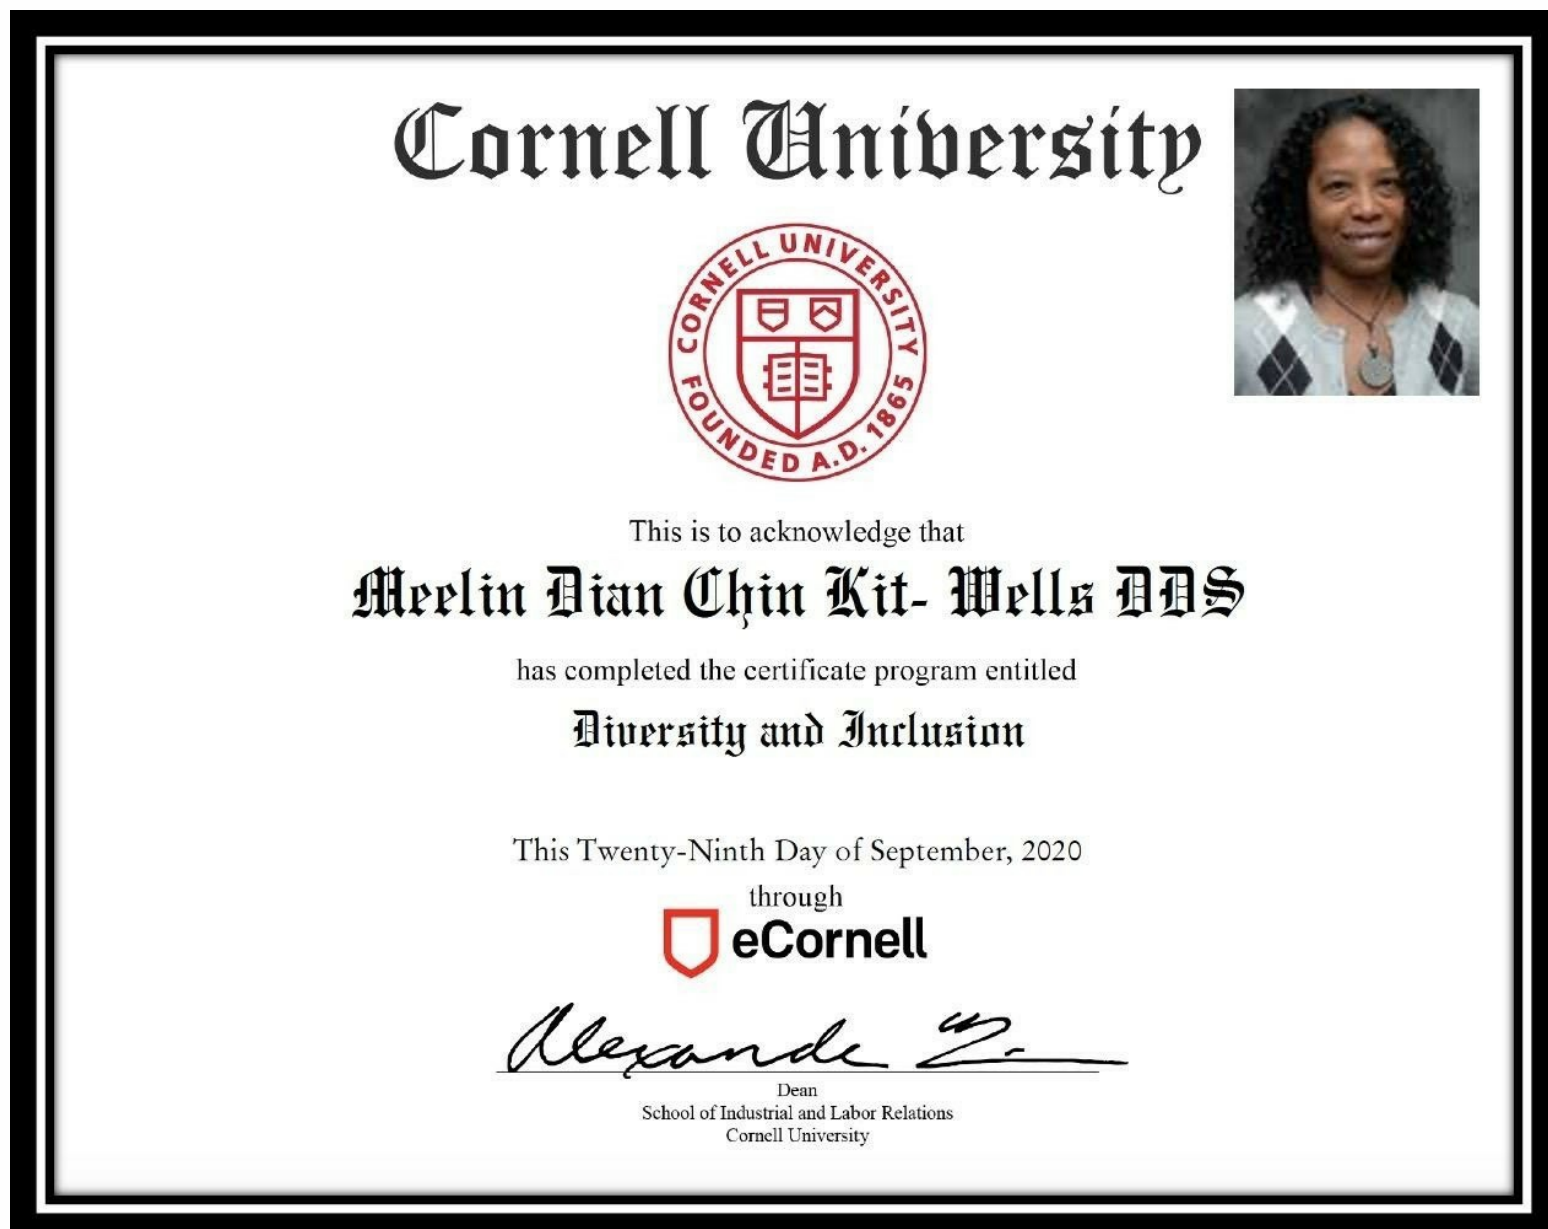 Cornell University
CORNELL UNIVERSITY
FOUNDED A.D. 1865
This is to acknowledge that
Meelin Dian Chin Kit- Wells DDS
has completed the certificate program entitled
Diversity and Inclusion
This Twenty-Ninth Day of September, 2020
through
eCornell
Dean
School of Industrial and Labor Relations
Cornell University